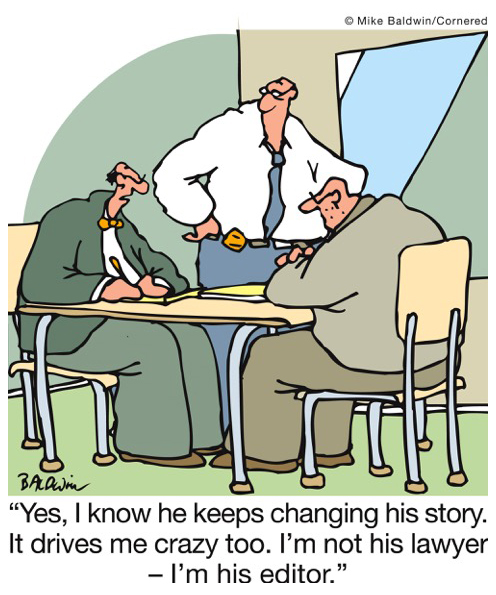 © Mike Baldwin/Cornered
BALDWin
“Yes, I know he keeps changing his story.
It drives me crazy too. I’m not his lawyer
– I’m his editor.”